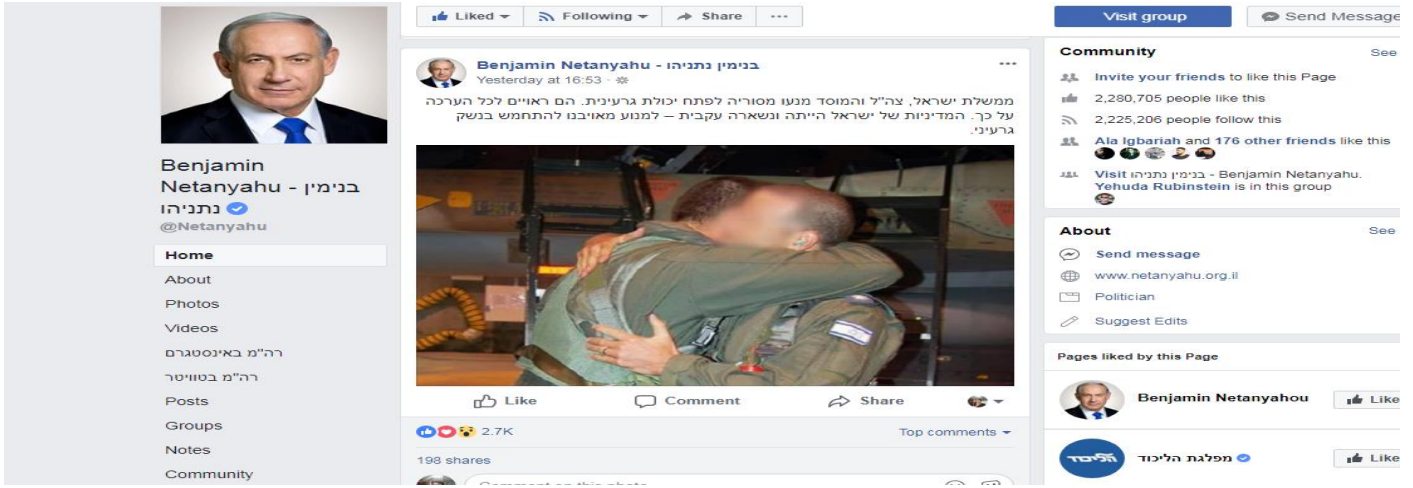 Benjamin
Netanyahu - בנימין
נתניהו
@Netanyahu
Home
About
Photos
Videos
רה"מ באינסטגרם
רה"מ בטוויטר
Posts
Groups
Notes
Community
Liked
Following
Share
Benjamin Netanyahu - בנימין נתניהו
Yesterday at 16:53
ממשלת ישראל, צה"ל והמוסד מנעו מסוריה לפתח יכולת גרעינית. הם ראויים לכל הערכה
על כך. המדיניות של ישראל הייתה ונשארה עקבית – למנוע מאויבנו להתחמש בנשק
גרעיני.
Like Comment Share
2.7K Top comments
198 shares
Comment on this photo
Visit group Send Message
Community See
Invite your friends to like this Page
2,280,705 people like this
2,225,206 people follow this
Ala Igbariah and 176 other friends like this
Visit בנימין נתניהו - Benjamin Netanyahu.
Yehuda Rubinstein is in this group
About See
Send message
www.netanyahu.org.il
Politician
Suggest Edits
Pages liked by this Page
Benjamin Netanyahou Like
הליכוד
מפלגת הליכוד Like